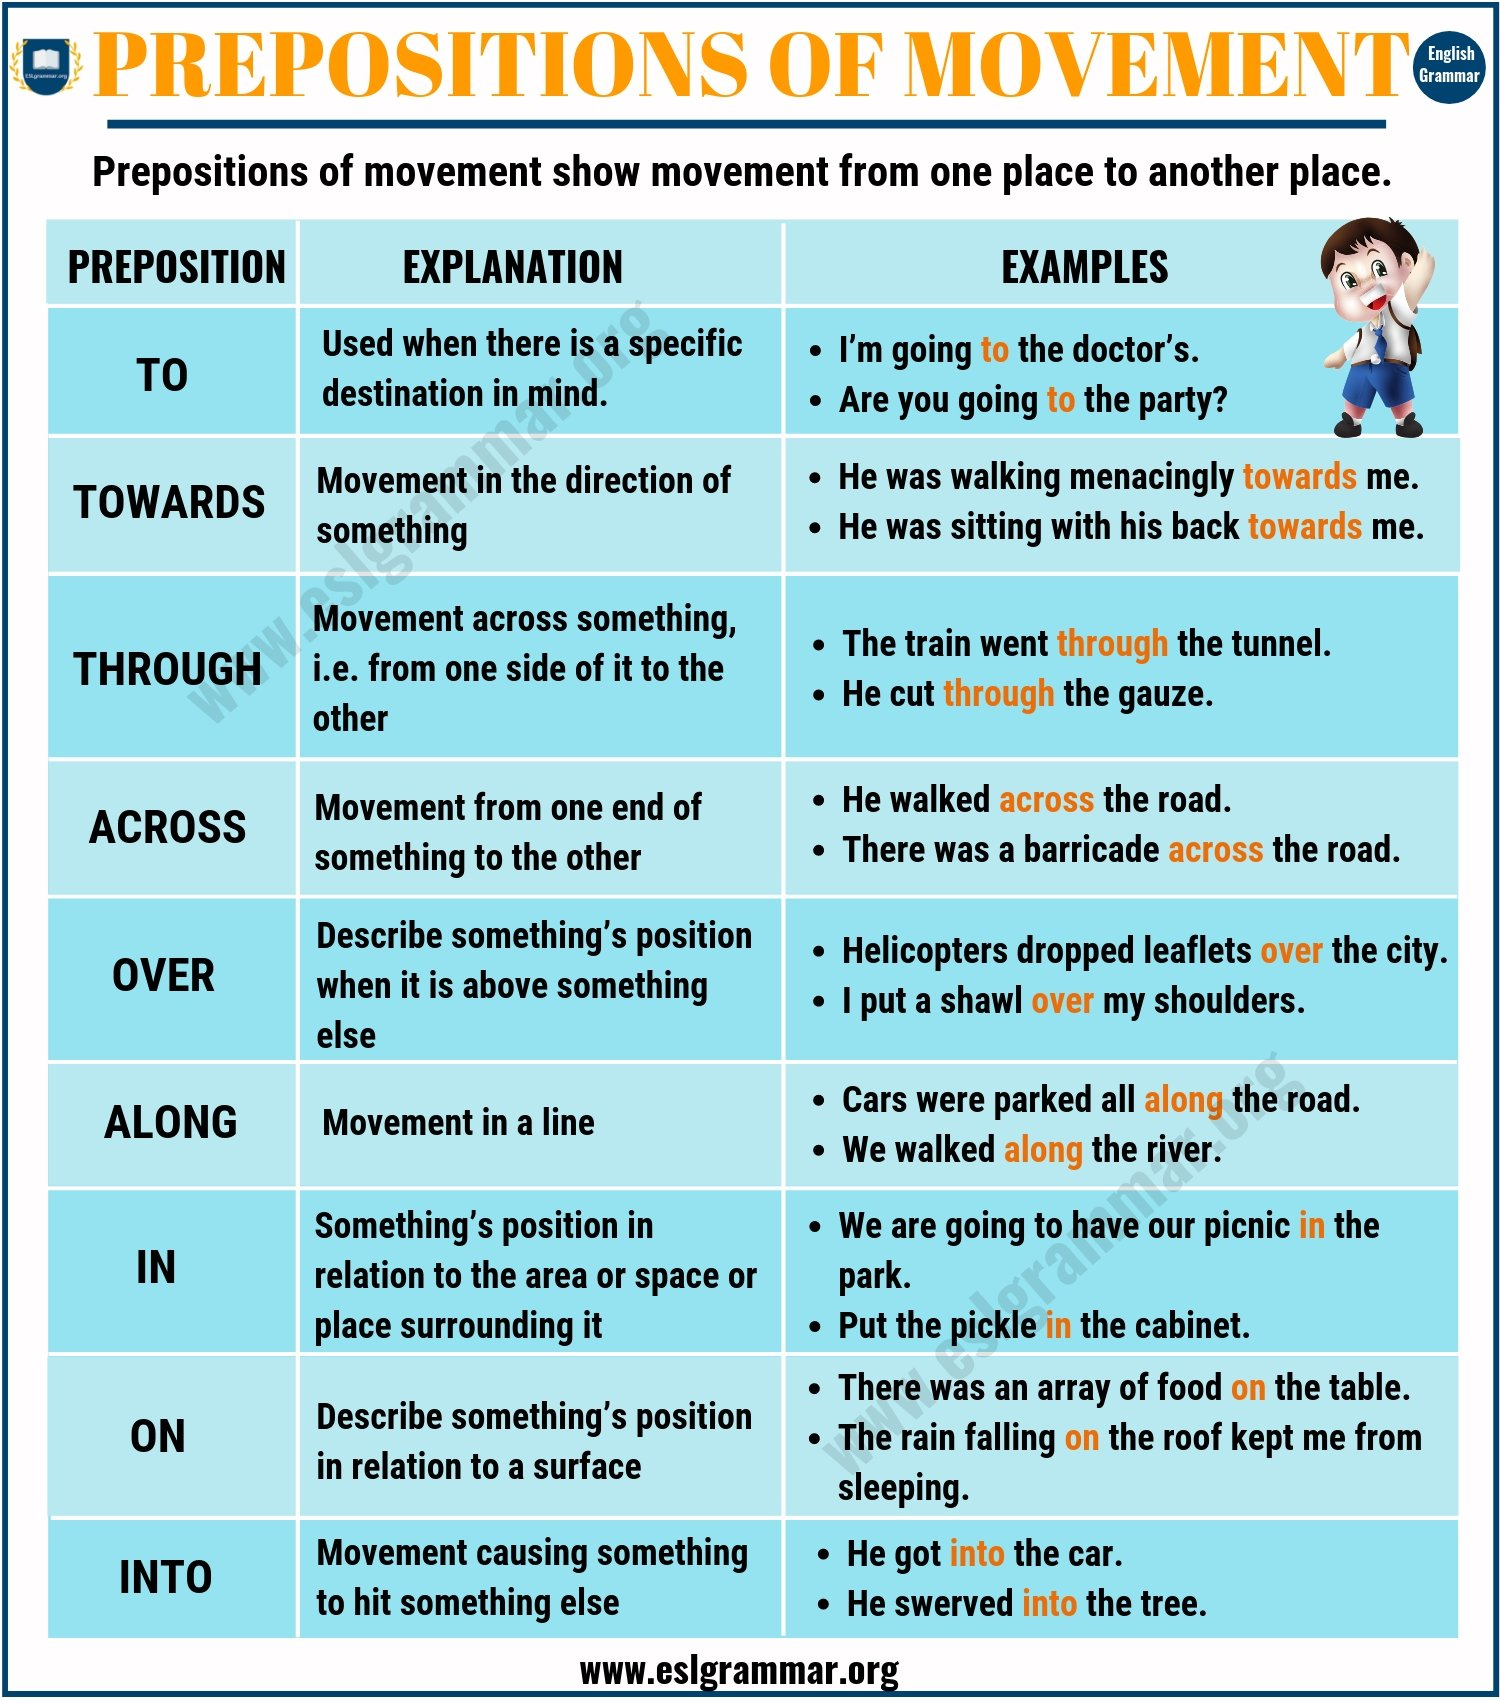 ESLgrammar.org
PREPOSITIONS OF MOVEMENT
English
Grammar
Prepositions of movement show movement from one place to another place.
PREPOSITION
EXPLANATION
EXAMPLES
TO
Used when there is a specific
destination in mind.
• I’m going to the doctor’s.
• Are you going to the party?
TOWARDS
Movement in the direction of
something
• He was walking menacingly towards me.
• He was sitting with his back towards me.
THROUGH
Movement across something,
i.e. from one side of it to the
other
• The train went through the tunnel.
• He cut through the gauze.
ACROSS
Movement from one end of
something to the other
• He walked across the road.
• There was a barricade across the road.
OVER
Describe something’s position
when it is above something
else
• Helicopters dropped leaflets over the city.
• I put a shawl over my shoulders.
ALONG
Movement in a line
• Cars were parked all along the road.
• We walked along the river.
IN
Something’s position in
relation to the area or space or
place surrounding it
• We are going to have our picnic in the
park.
• Put the pickle in the cabinet.
ON
Describe something’s position
in relation to a surface
• There was an array of food on the table.
• The rain falling on the roof kept me from
sleeping.
INTO
Movement causing something
to hit something else
• He got into the car.
• He swerved into the tree.
www.eslgrammar.org
www.eslgrammar.org
www.eslgrammar.org